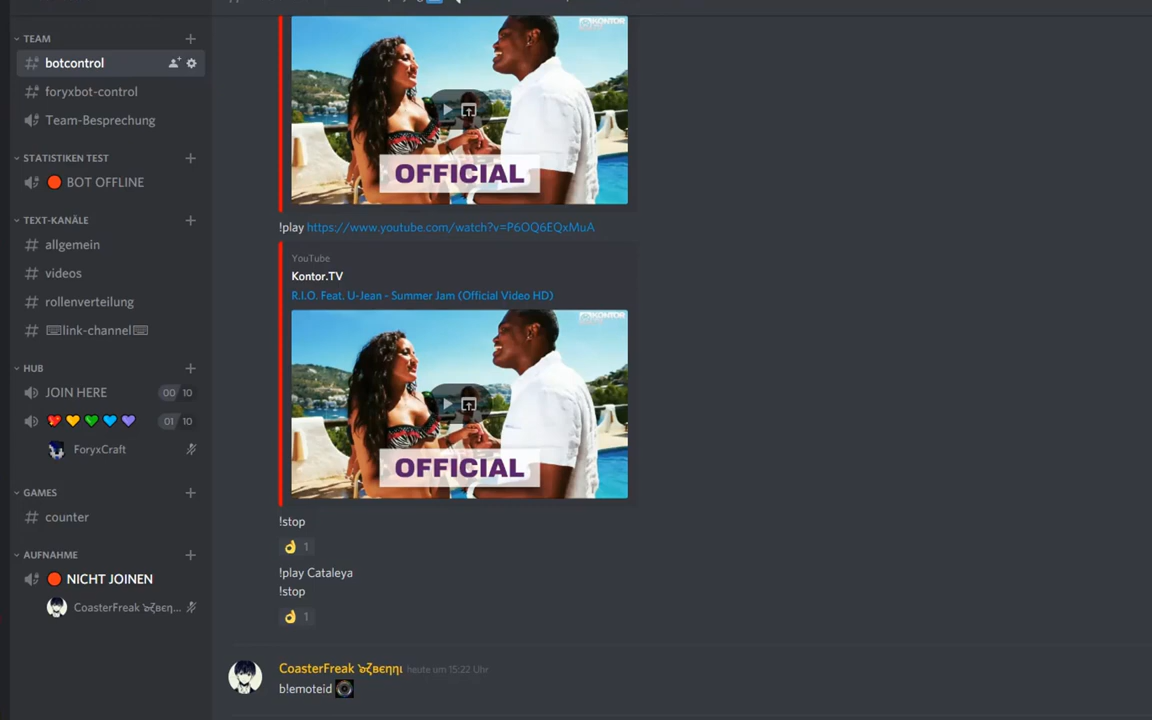 TEAM
botcontrol
foryxbot-control
Team-Besprechung
STATISTIKEN TEST
BOT OFFLINE
TEXT-KANÄLE
allgemein
videos
rollenverteilung
link-channel
HUB
JOIN HERE 00 10
01 10
ForyxCraft
GAMES
counter
AUFNAHME
NICHT JOINEN
CoasterFreak
KONTOR
OFFICIAL
!play https://www.youtube.com/watch?v=P6OQ6EQxMuA
YouTube
Kontor.TV
R.I.O. Feat. U-Jean - Summer Jam (Official Video HD)
KONTOR
OFFICIAL
!stop
1
!play Cataleya
!stop
1
CoasterFreak heute um 15:22 Uhr
b!emoteid